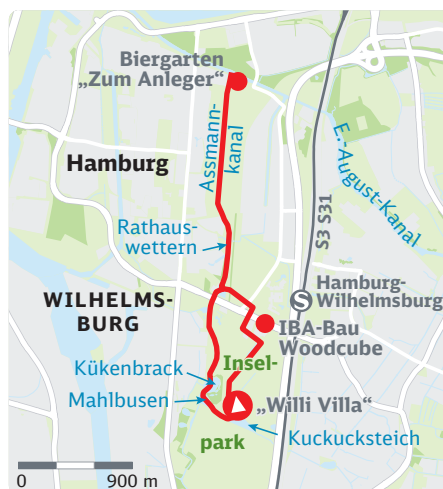 Biergarten
„Zum Anleger“
Assmann-
kanal
Hamburg
E.-August-Kanal
S3 S31
Rathaus-
wettern
Hamburg-
Wilhelmsburg
S
WILHELMS-
BURG
IBA-Bau
Woodcube
Kükenbrack
Insel-
Mahlbusen
„Willi Villa“
park
Kuckucksteich
0 900 m